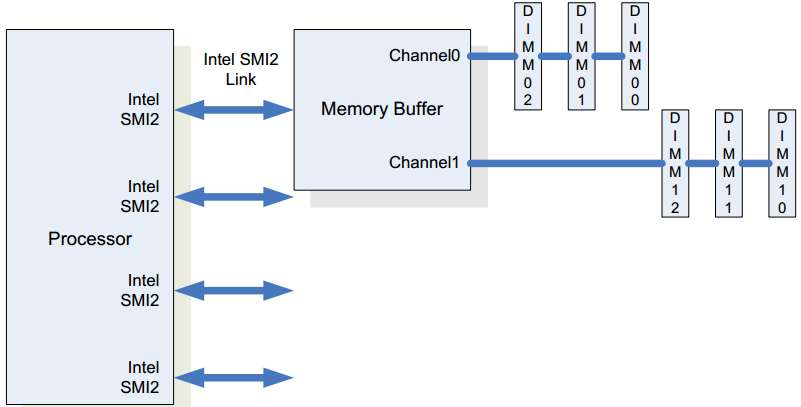 Processor
Intel
SMI2
Intel
SMI2
Intel
SMI2
Intel
SMI2
Intel SMI2
Link
Memory Buffer
Channel0
Channel1
DIMM02
DIMM01
DIMM00
DIMM12
DIMM11
DIMM10